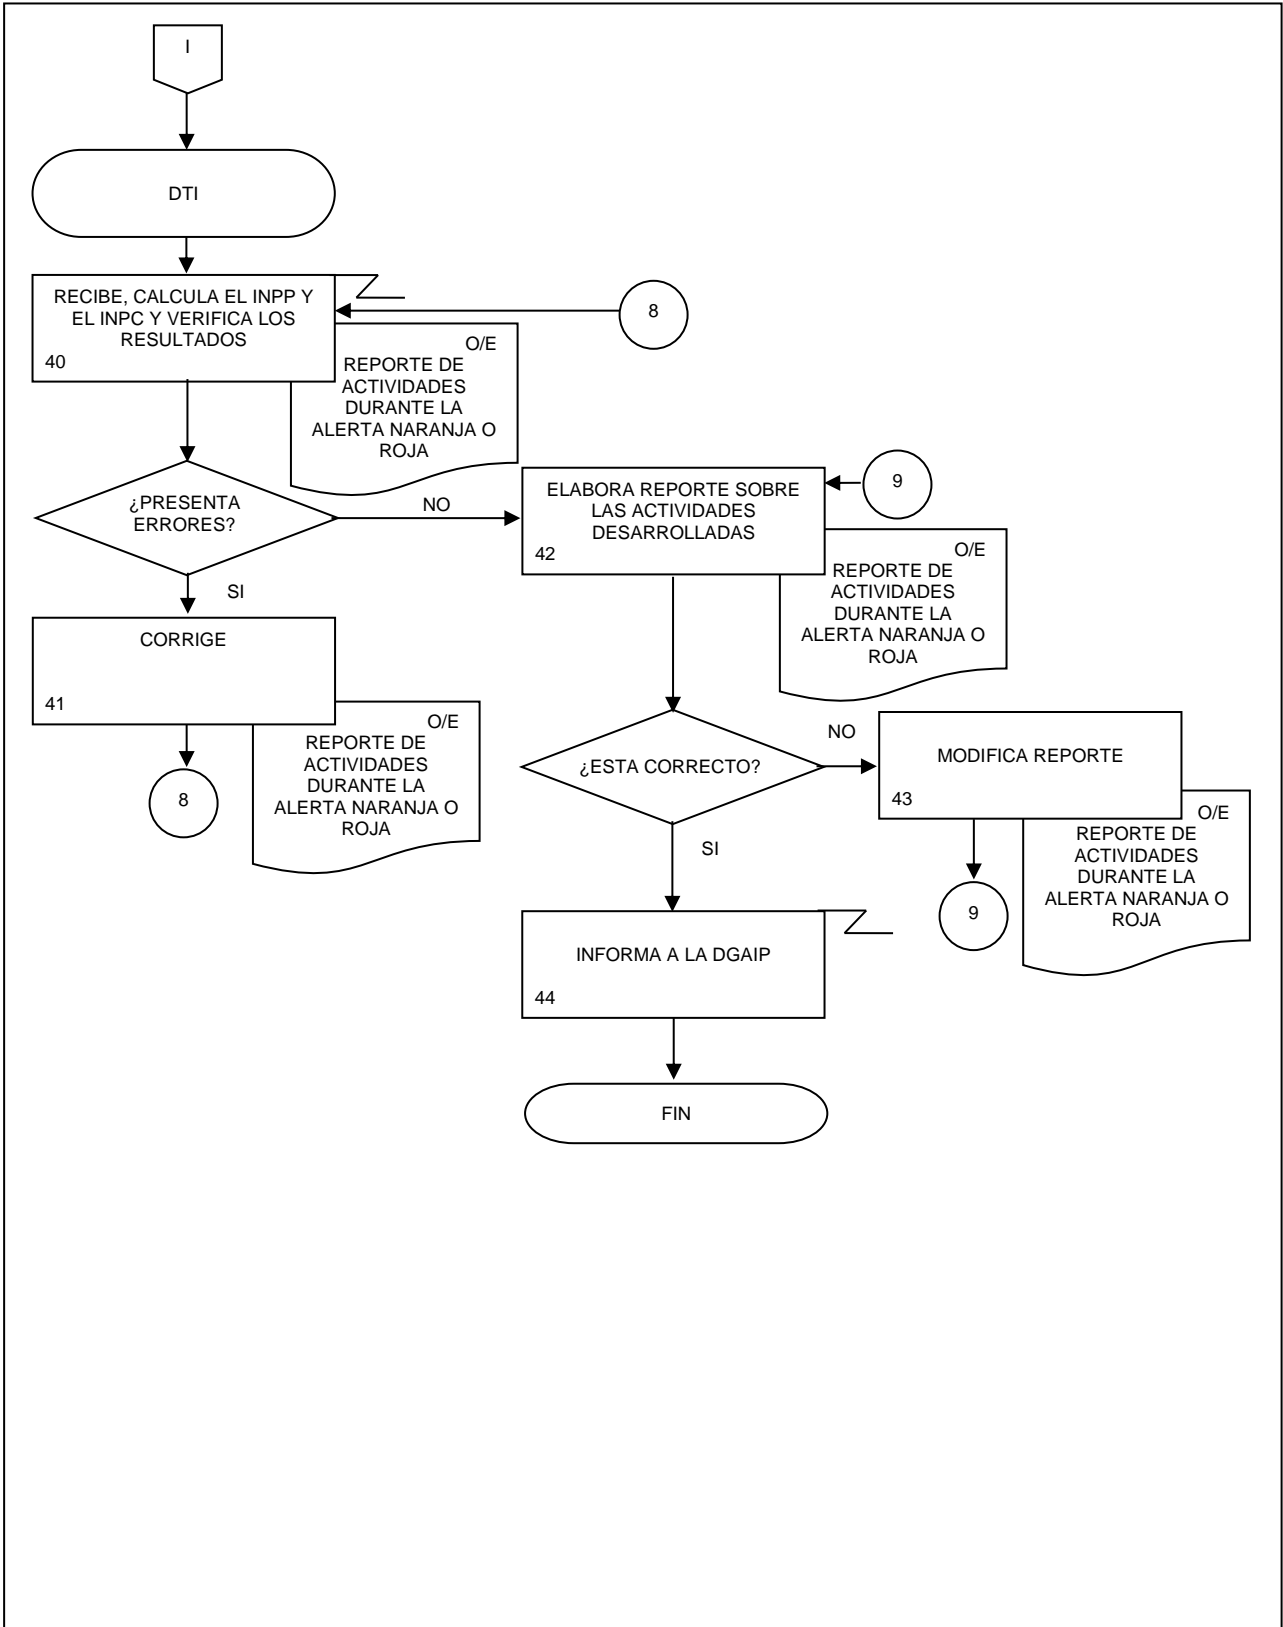 I
DTI
RECIBE, CALCULA EL INPP Y
EL INPC Y VERIFICA LOS
RESULTADOS
40
8
O/E
REPORTE DE
ACTIVIDADES
DURANTE LA
ALERTA NARANJA O
ROJA
¿PRESENTA
ERRORES?
NO
SI
ELABORA REPORTE SOBRE
LAS ACTIVIDADES
DESARROLLADAS
42
9
O/E
REPORTE DE
ACTIVIDADES
DURANTE LA
ALERTA NARANJA O
ROJA
CORRIGE
41
O/E
REPORTE DE
ACTIVIDADES
DURANTE LA
ALERTA NARANJA O
ROJA
8
¿ESTA CORRECTO?
NO
SI
MODIFICA REPORTE
43
O/E
REPORTE DE
ACTIVIDADES
DURANTE LA
ALERTA NARANJA O
ROJA
9
INFORMA A LA DGAIP
44
FIN